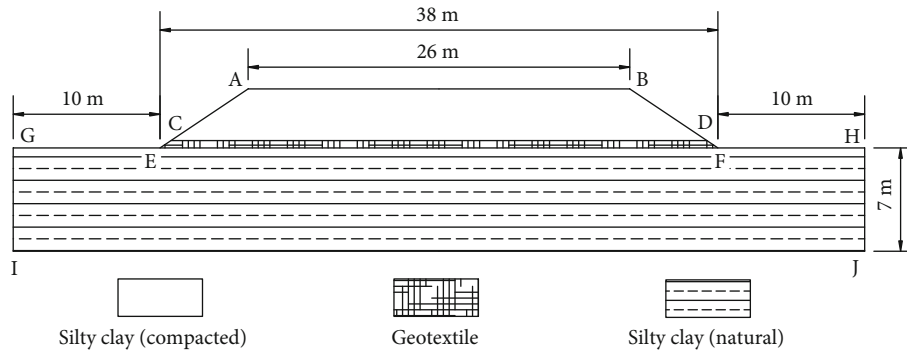 38 m
26 m
A
B
10 m
10 m
C
D
G
H
E
F
7 m
I
J
Silty clay (compacted)
Geotextile
Silty clay (natural)